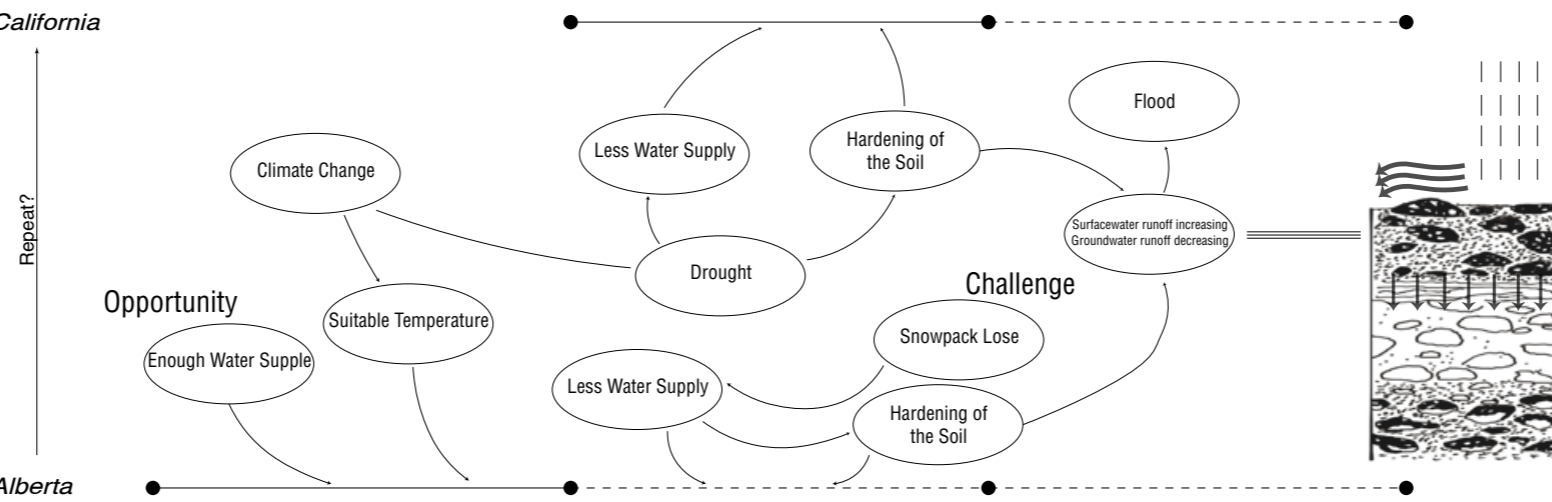 California
Repeat?
Flood
Less Water Supply
Hardening of
the Soil
Climate Change
Surfacewater runoff increasing
Groundwater runoff decreasing
Drought
Challenge
Opportunity
Suitable Temperature
Snowpack Lose
Enough Water Supple
Less Water Supply
Hardening of
the Soil
Alberta